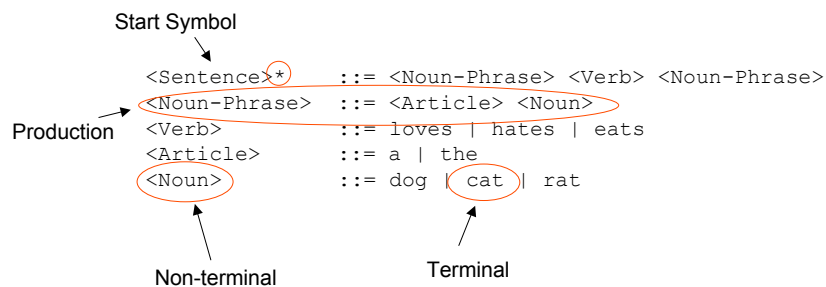 Start Symbol
<Sentence>* ::= <Noun-Phrase> <Verb> <Noun-Phrase>
<Noun-Phrase> ::= <Article> <Noun>
Production
<Verb> ::= loves | hates | eats
<Article> ::= a | the
<Noun> ::= dog | cat | rat
Non-terminal
Terminal